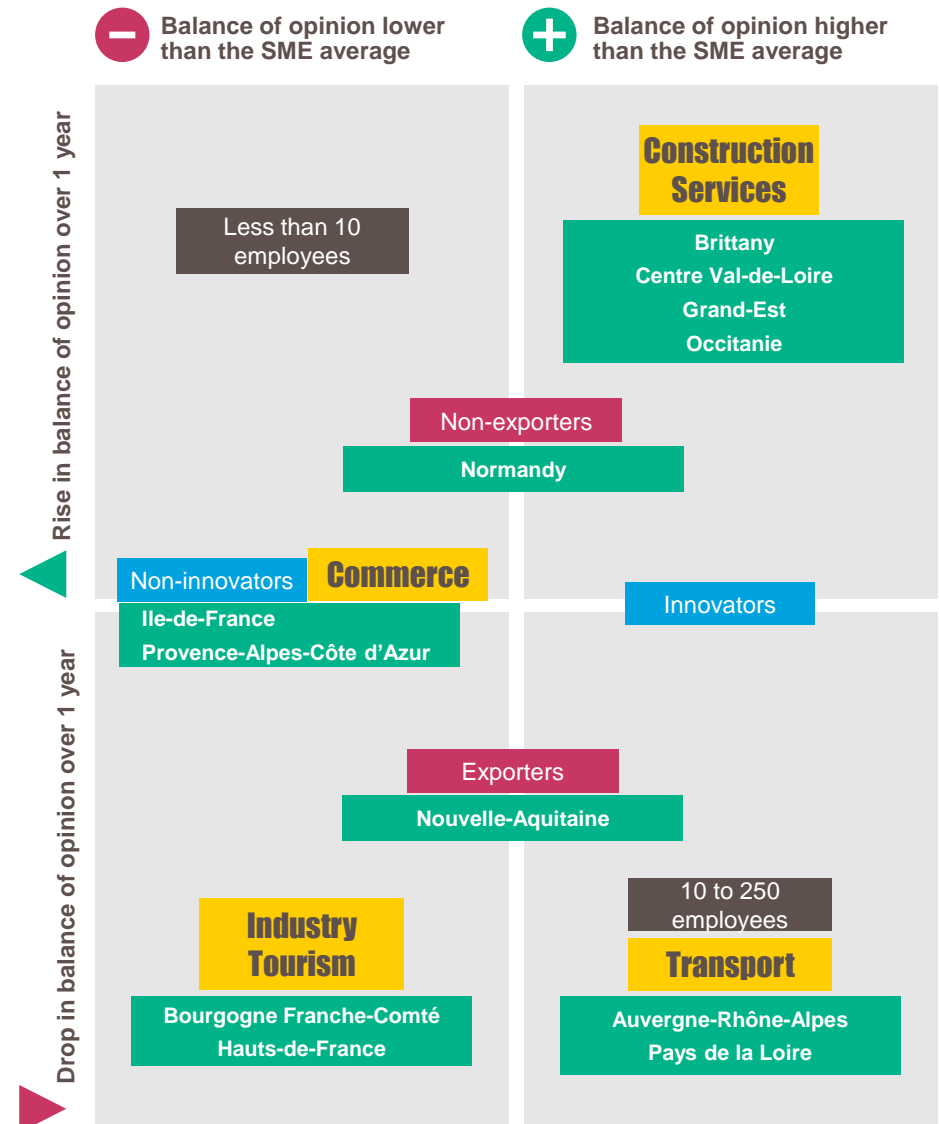 Balance of opinion lower
than the SME average
Balance of opinion higher
than the SME average
Rise in balance of opinion over 1 year
Construction
Services
Less than 10
employees
Brittany
Centre Val-de-Loire
Grand-Est
Occitanie
Non-exporters
Normandy
Non-innovators
Commerce
Innovators
Ile-de-France
Provence-Alpes-Côte d’Azur
Drop in balance of opinion over 1 year
Exporters
Nouvelle-Aquitaine
Industry
Tourism
Bourgogne Franche-Comté
Hauts-de-France
10 to 250
employees
Transport
Auvergne-Rhône-Alpes
Pays de la Loire